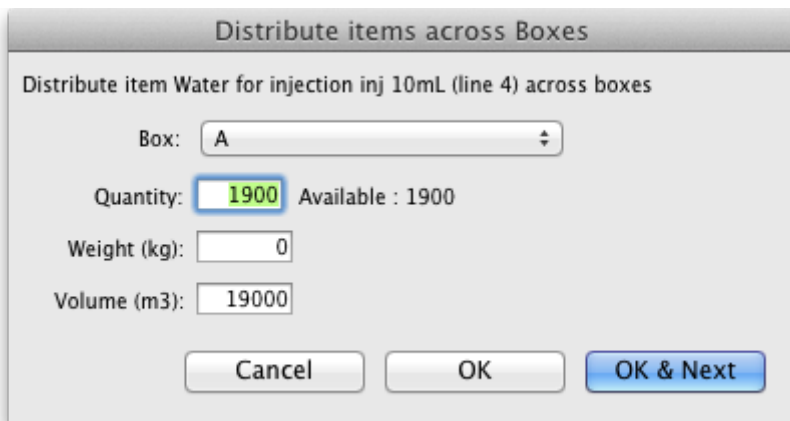 Distribute items across Boxes
Distribute item Water for injection inj 10mL (line 4) across boxes
Box: A
Quantity: 1900 Available : 1900
Weight (kg): 0
Volume (m3): 19000
Cancel OK OK & Next